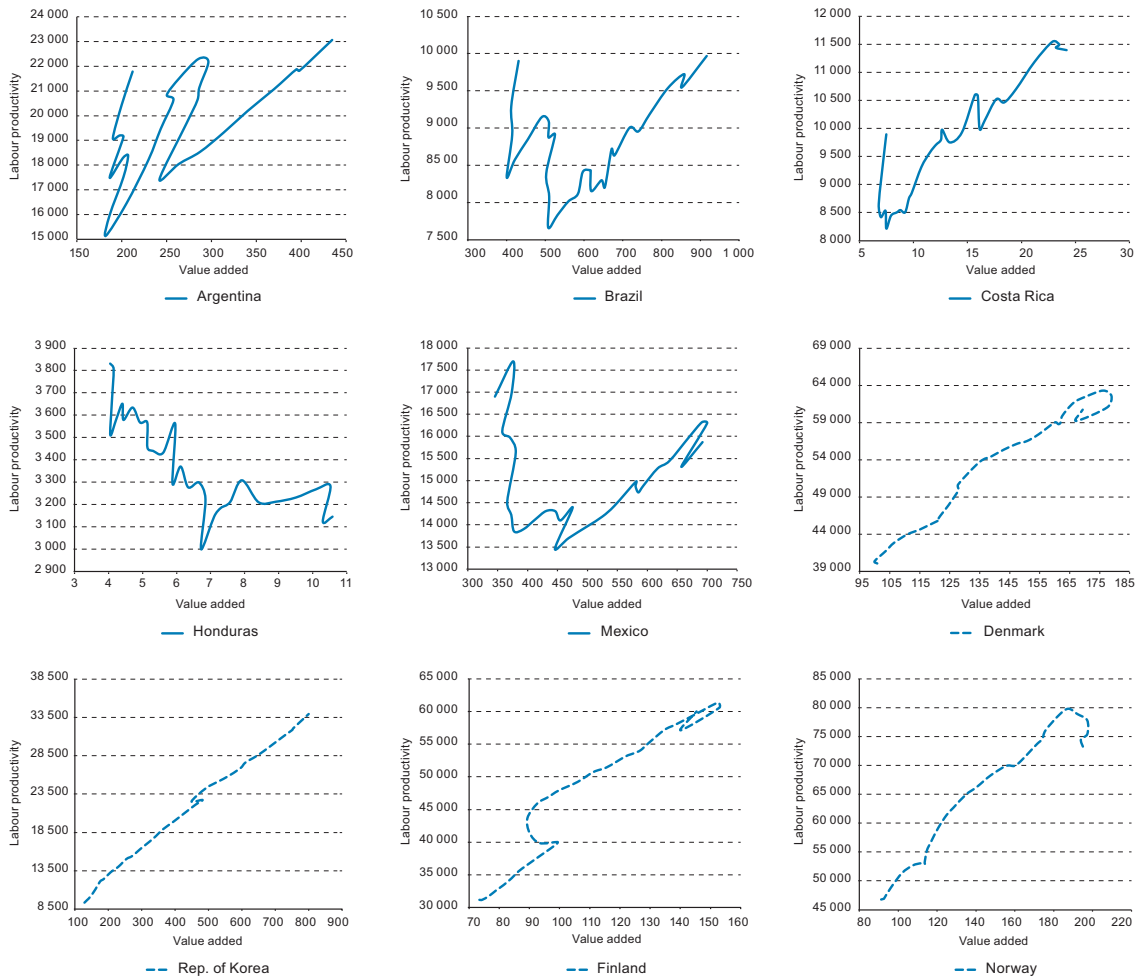 Labour productivity
24 000
23 000
22 000
21 000
20 000
19 000
18 000
17 000
16 000
15 000
150 200 250 300 350 400 450
Value added
Argentina
Labour productivity
10 500
10 000
9 500
9 000
8 500
8 000
7 500
300 400 500 600 700 800 900 1 000
Value added
Brazil
Labour productivity
12 000
11 500
11 000
10 500
10 000
9 500
9 000
8 500
8 000
5 10 15 20 25 30
Value added
Costa Rica
Labour productivity
3 900
3 800
3 700
3 600
3 500
3 400
3 300
3 200
3 100
3 000
2 900
3 4 5 6 7 8 9 10 11
Value added
Honduras
Labour productivity
18 000
17 000
17 000
16 500
16 000
15 500
15 000
14 500
14 000
13 500
13 000
300 350 400 450 500 550 600 650 700 750
Value added
Mexico
Labour productivity
69 000
64 000
59 000
54 000
49 000
44 000
39 000
95 105 115 125 135 145 155 165 175 185
Value added
Denmark
Labour productivity
38 500
33 500
28 500
23 500
18 500
13 500
8 500
100 200 300 400 500 600 700 800 900
Value added
Rep. of Korea
Labour productivity
65 000
60 000
55 000
50 000
45 000
40 000
35 000
30 000
70 80 90 100 110 120 130 140 150 160
Value added
Finland
Labour productivity
85 000
80 000
75 000
70 000
65 000
60 000
55 000
50 000
45 000
80 100 120 140 160 180 200 220
Value added
Norway